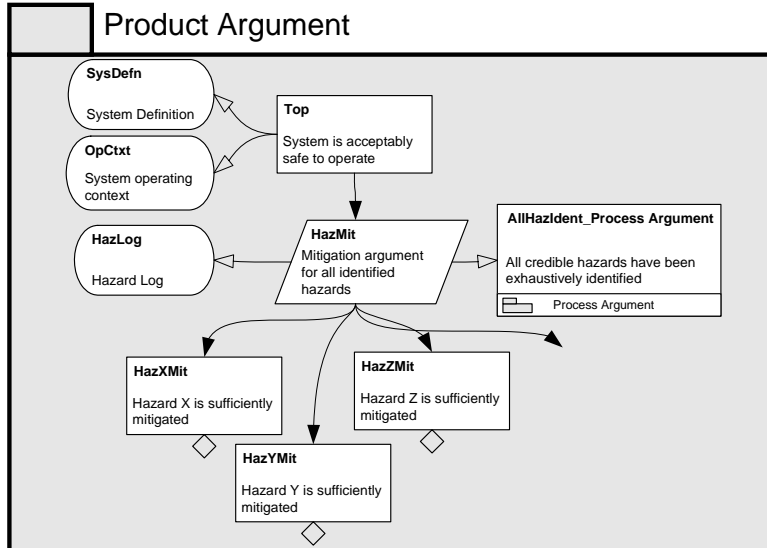 Product Argument
SysDefn
System Definition
OpCtxt
System operating
context
Top
System is acceptably
safe to operate
HazLog
Hazard Log
HazMit
Mitigation argument
for all identified
hazards
AllHazIdent_Process Argument
All credible hazards have been
exhaustively identified
Process Argument
HazXMit
Hazard X is sufficiently
mitigated
HazYMit
Hazard Y is sufficiently
mitigated
HazZMit
Hazard Z is sufficiently
mitigated